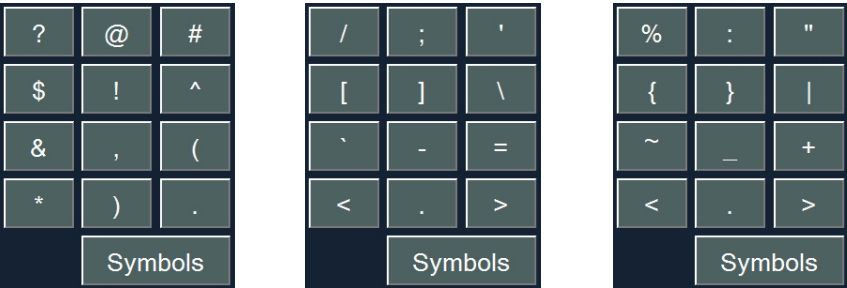 ? @ #
$ ! ^
& , (
* ) .
Symbols
/ ; '
[ ] \
` - =
< . >
Symbols
% : "
{ } |
~ _ +
< . >
Symbols